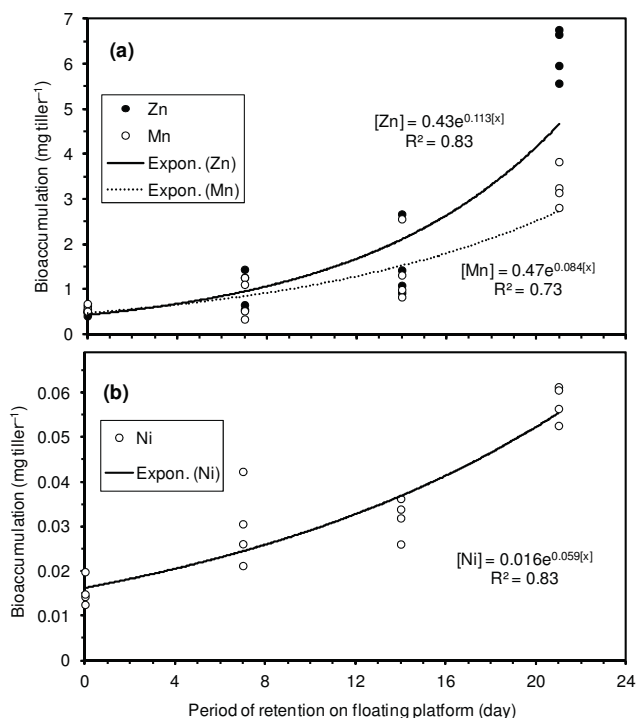 7
6
5
4
3
2
1
0
Bioaccumulation (mg tiller⁻¹)
(a)
Zn
Mn
Expon. (Zn)
Expon. (Mn)
[Zn] = 0.43e^0.113[x]
R² = 0.83
[Mn] = 0.47e^0.084[x]
R² = 0.73
0.06
0.05
0.04
0.03
0.02
0.01
0
Bioaccumulation (mg tiller⁻¹)
(b)
Ni
Expon. (Ni)
[Ni] = 0.016e^0.059[x]
R² = 0.83
0 4 8 12 16 20 24
Period of retention on floating platform (day)